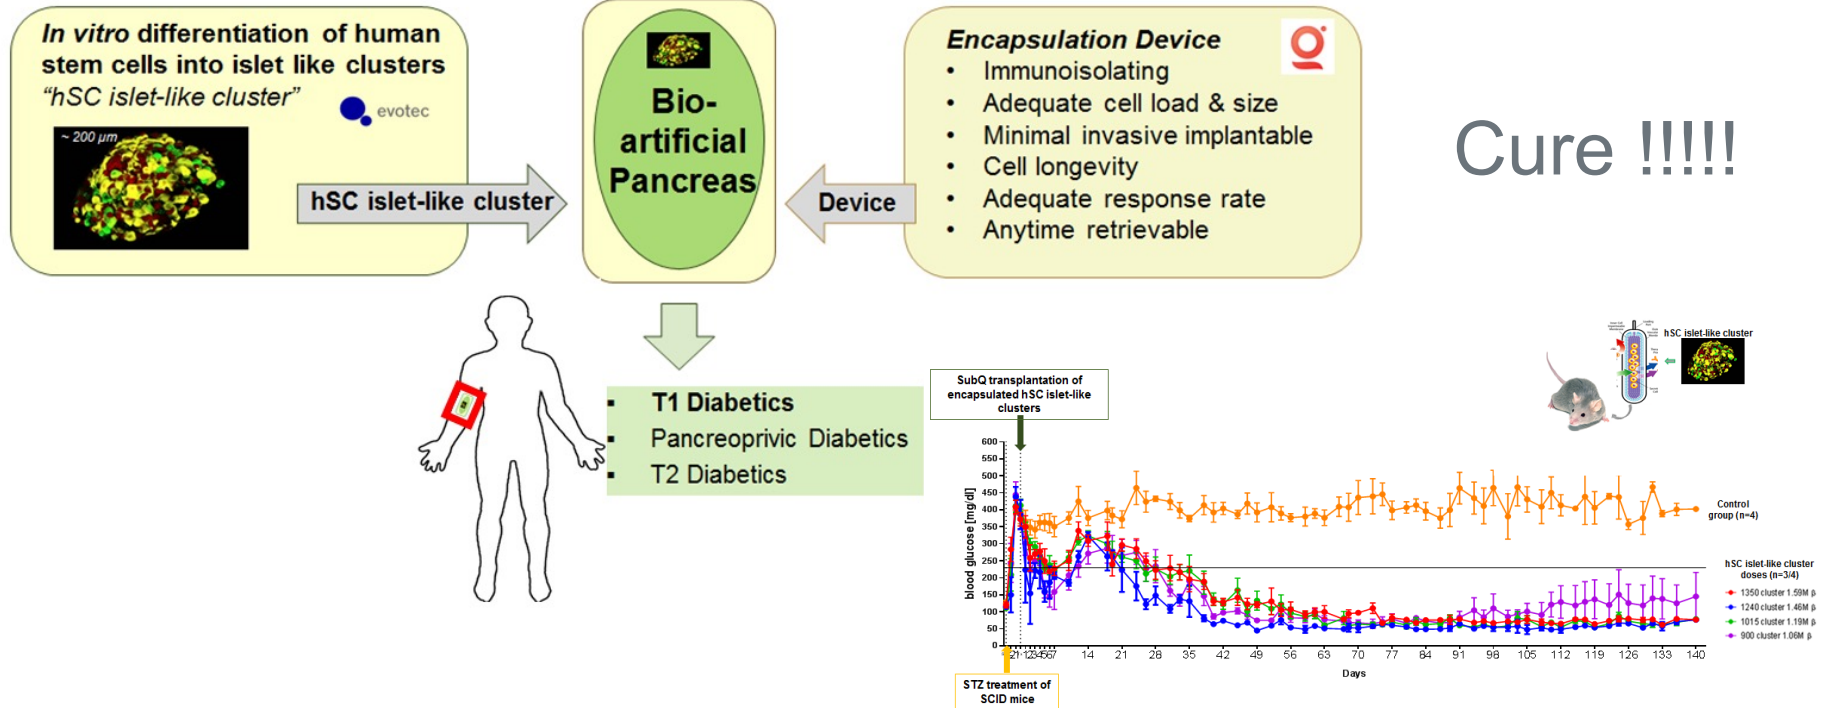 In vitro differentiation of human
stem cells into islet like clusters
“hSC islet-like cluster”
evotec
~ 200 µm
hSC islet-like cluster
Bio-
artificial
Pancreas
Encapsulation Device
• Immunoisolating
• Adequate cell load & size
• Minimal invasive implantable
• Cell longevity
• Adequate response rate
• Anytime retrievable
Device
Cure !!!!!
▪ T1 Diabetics
▪ Pancreoprivic Diabetics
▪ T2 Diabetics
SubQ transplantation of
encapsulated hSC islet-like
clusters
hSC islet-like cluster
blood glucose [mg/dl]
600
550
500
450
400
350
300
250
200
150
100
50
0
14 21 28 35 42 49 56 63 70 77 84 91 98 105 112 119 126 133 140
Days
STZ treatment of
SCID mice
Control
group (n=4)
hSC islet-like cluster
doses (n=3/4)
1350 cluster 1.59M β
1240 cluster 1.46M β
1015 cluster 1.19M β
900 cluster 1.06M β